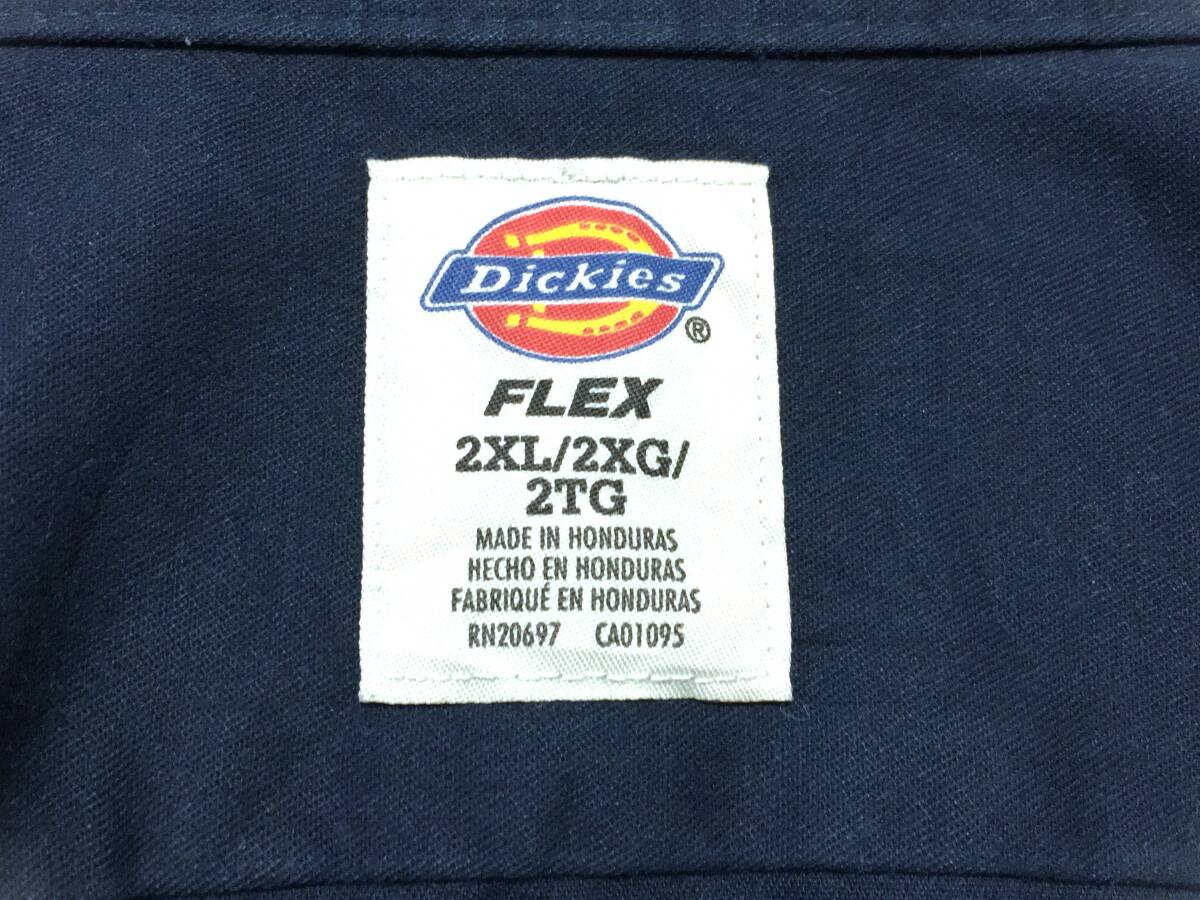 Dickies
®
FLEX
2XL/2XG/
2TG
MADE IN HONDURAS
HECHO EN HONDURAS
FABRIQUÉ EN HONDURAS
RN20697 CA01095